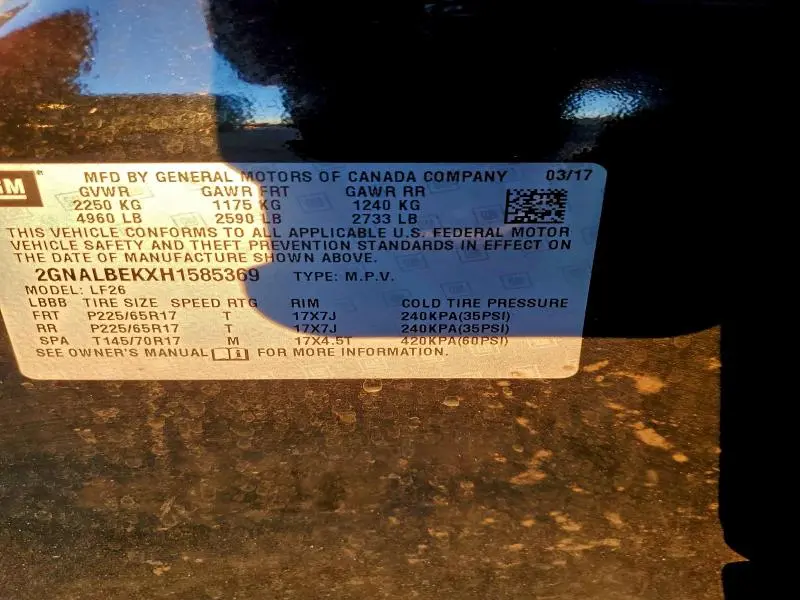 GM MFD BY GENERAL MOTORS OF CANADA COMPANY 03/17
GVWR GAWR FRT GAWR RR
2250 KG 1175 KG 1240 KG
4960 LB 2590 LB 2733 LB
THIS VEHICLE CONFORMS TO ALL APPLICABLE U.S. FEDERAL MOTOR
VEHICLE SAFETY AND THEFT PREVENTION STANDARDS IN EFFECT ON
THE DATE OF MANUFACTURE SHOWN ABOVE.
2GNALBEKXH1585369 TYPE: M.P.V.
MODEL: LF26
LBBB TIRE SIZE SPEED RTG RIM COLD TIRE PRESSURE
FRT P225/65R17 T 17X7J 240KPA(35PSI)
RR P225/65R17 T 17X7J 240KPA(35PSI)
SPA T145/70R17 M 17X4.5T 420KPA(60PSI)
SEE OWNER'S MANUAL FOR MORE INFORMATION.